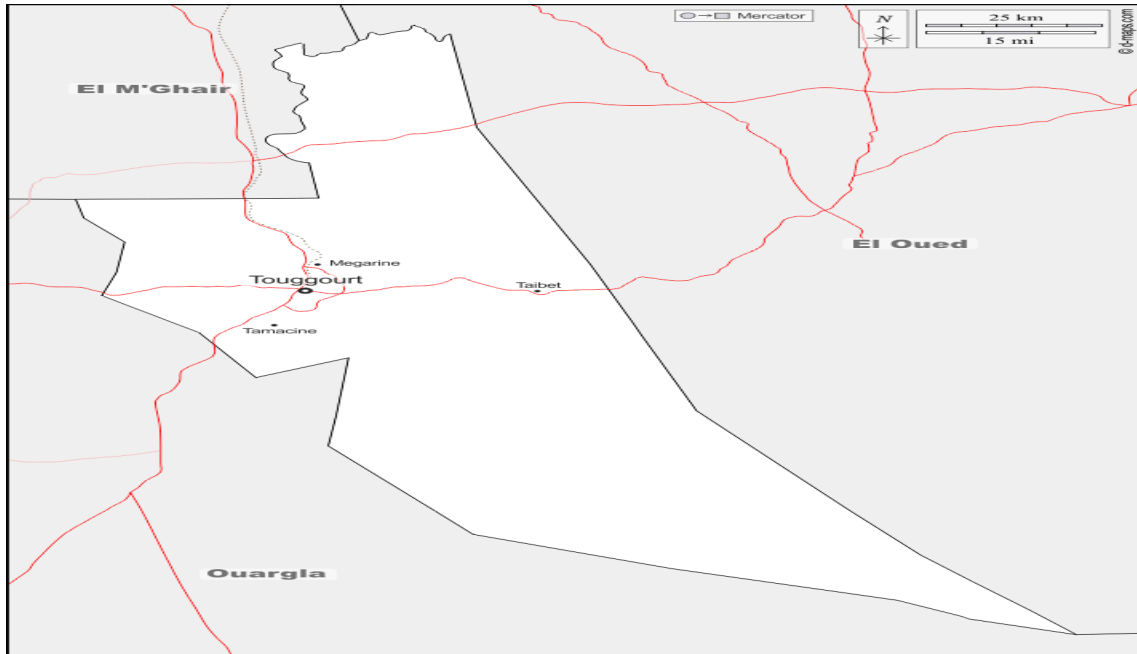 Mercator
N
25 km
15 mi
© d-maps.com
El M'Ghair
El Oued
Megarine
Touggourt
Taibet
Tamacine
Ouargla